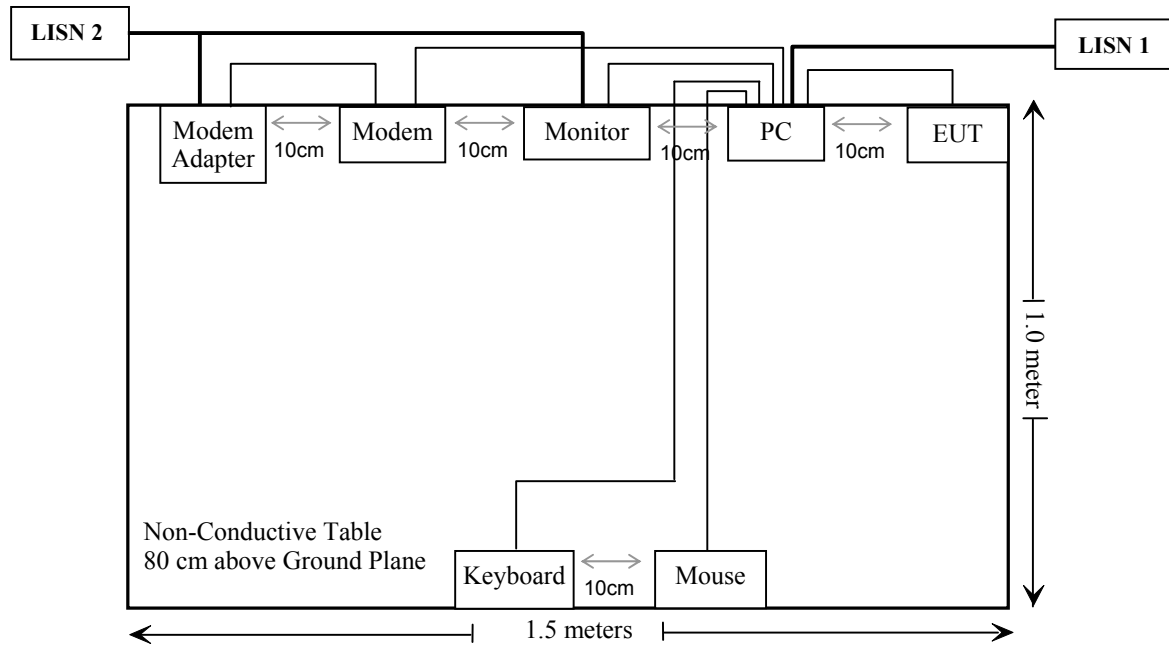 LISN 2
LISN 1
Modem
Adapter
Modem
Monitor
PC
EUT
10cm
10cm
10cm
10cm
1.0 meter
Non-Conductive Table
80 cm above Ground Plane
Keyboard
10cm
Mouse
1.5 meters